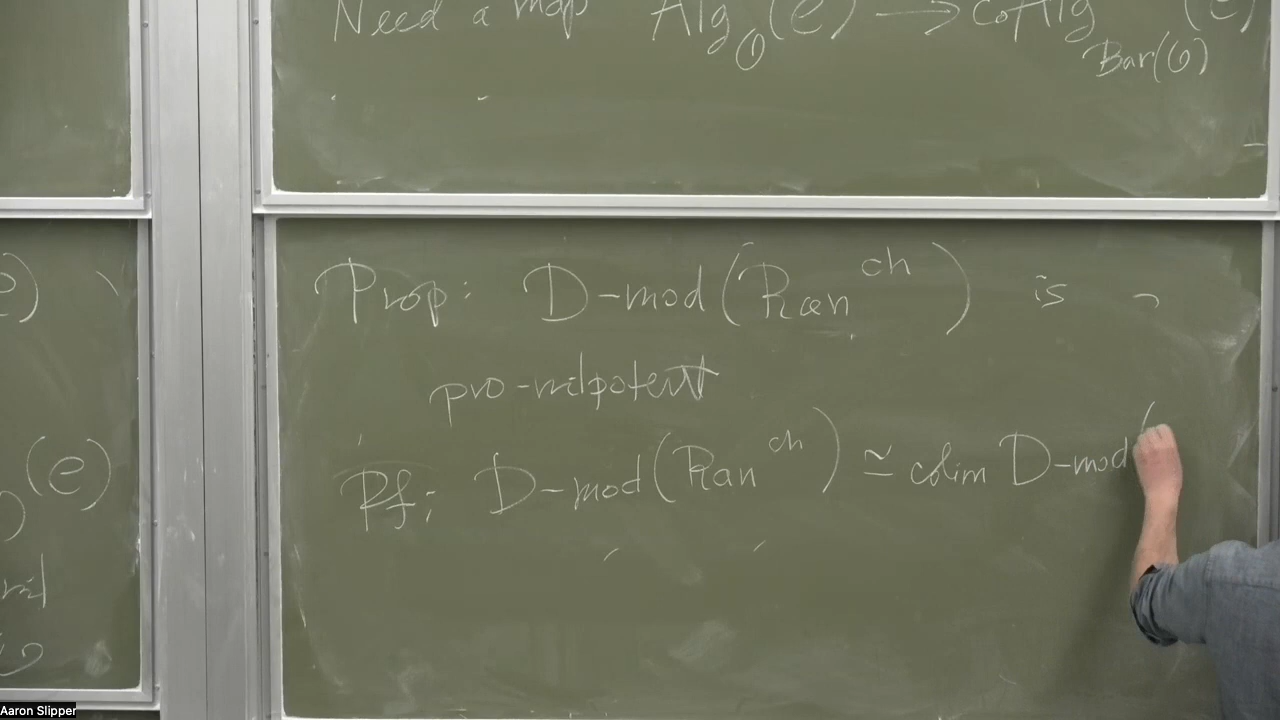 Need a map Alg_O(C) → coAlg_Bar(O)(C)
Prop: D-mod(Ran^ch) is
pro-nilpotent
Pf: D-mod(Ran^ch) ≃ colim D-mod(
(e)
Aaron Slipper